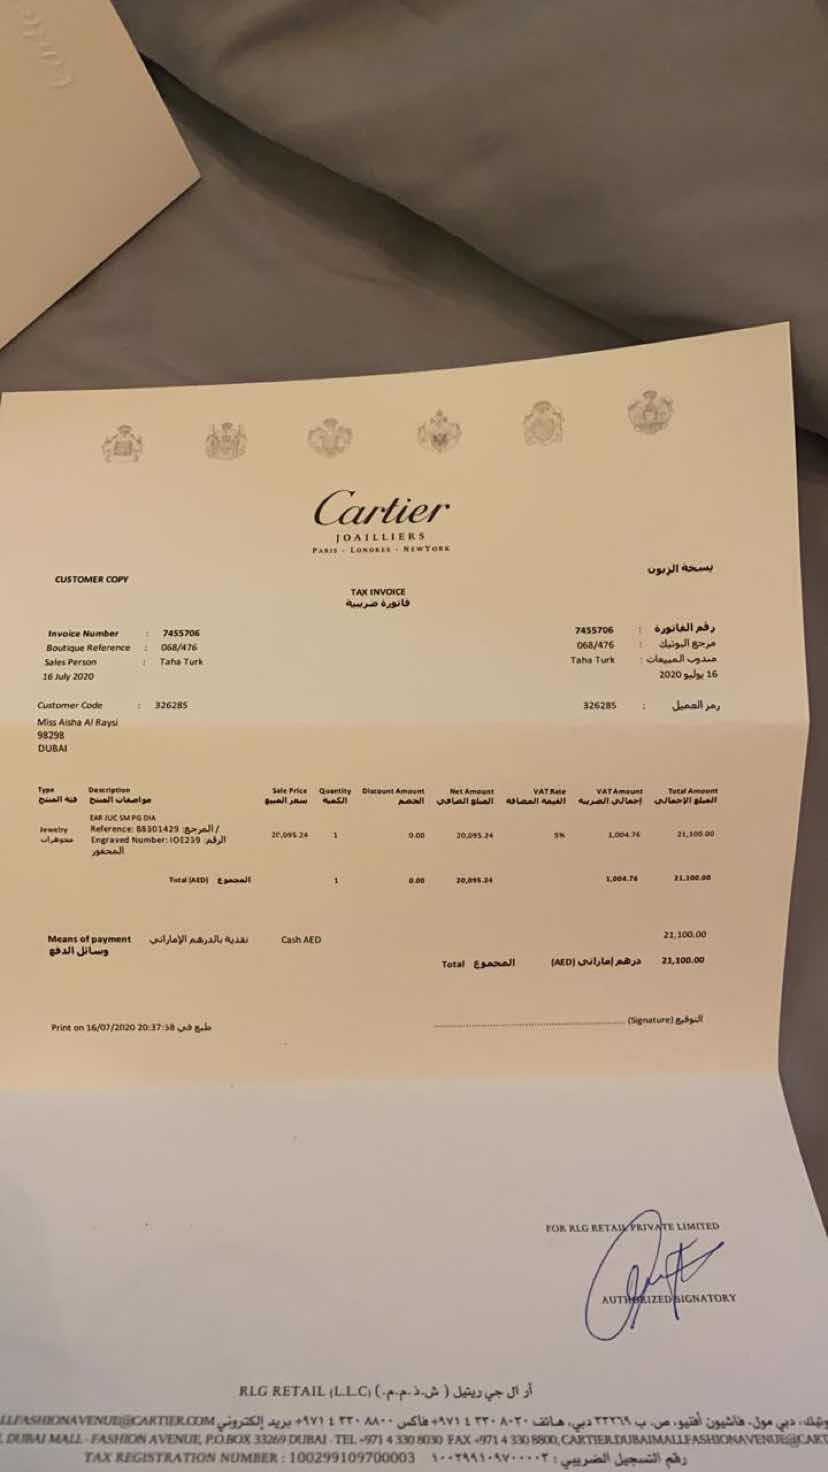 Cartier
JOAILLIERS
PARIS - LONDRES - NEWYORK
CUSTOMER COPY
نسخة الزبون
TAX INVOICE
فاتورة ضريبية
Invoice Number : 7455706
7455706 : رقم الفاتورة
Boutique Reference : 068/476
068/476 : مرجع البوتيك
Sales Person : Taha Turk
Taha Turk : مندوب المبيعات
16 July 2020
16 يوليو 2020
Customer Code : 326285
326285 : رمز العميل
Miss Aisha Al Raysi
98298
DUBAI
Type Description Sale Price Quantity Discount Amount Net Amount VAT Rate VAT Amount Total Amount
فئة المنتج مواصفات المنتج سعر المبيع الكمية الخصم المبلغ الصافي القيمة المضافة إجمالي الضريبة المبلغ الإجمالي
EAR JUC SM PG DIA
Jewelry Reference: B8301429 :المرجع / 20,095.24 1 0.00 20,095.24 5% 1,004.76 21,100.00
مجوهرات Engraved Number: IOE239 :الرقم
المحفور
Total (AED) المجموع 1 0.00 20,095.24 1,004.76 21,100.00
Means of payment نقدية بالدرهم الإماراتي Cash AED 21,100.00
وسائل الدفع
Total المجموع (AED) درهم إماراتي 21,100.00
Print on 16/07/2020 20:37:58 طبع في
(Signature) التوقيع
FOR RLG RETAIL PRIVATE LIMITED
AUTHORIZED SIGNATORY
RLG RETAIL (L.L.C) (.آر ال جي ريتيل ( ش.ذ.م.م
دبي مول، فاشيون أفنيو، ص. ب ٣٣٢٦٩ دبي، هاتف ٨٠٣٠ ٣٣٠ ٤ ٩٧١+ فاكس ٨٨٠٠ ٣٣٠ ٤ ٩٧١+ بريد إلكتروني LLFASHIONAVENUE@CARTIER.COM
DUBAI MALL - FASHION AVENUE, P.O.BOX 33269 DUBAI - TEL +971 4 330 8030 FAX +971 4 330 8800, CARTIER.DUBAIMALLFASHIONAVENUE@CART
TAX REGISTRATION NUMBER : 100299109700003 رقم التسجيل الضريبي : ١٠٠٢٩٩١٠٩٧٠٠٠٠٣